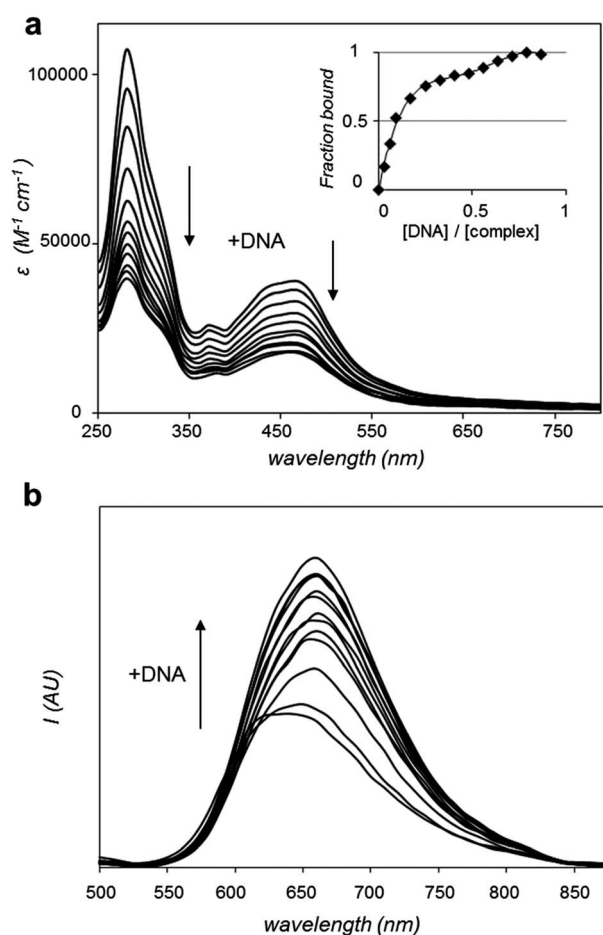 a
100000
50000
0
ε (M⁻¹ cm⁻¹)
+DNA
250 350 450 550 650 750
wavelength (nm)
1
0.5
0
Fraction bound
0 0.5 1
[DNA] / [complex]
b
I (AU)
+DNA
500 550 600 650 700 750 800 850
wavelength (nm)